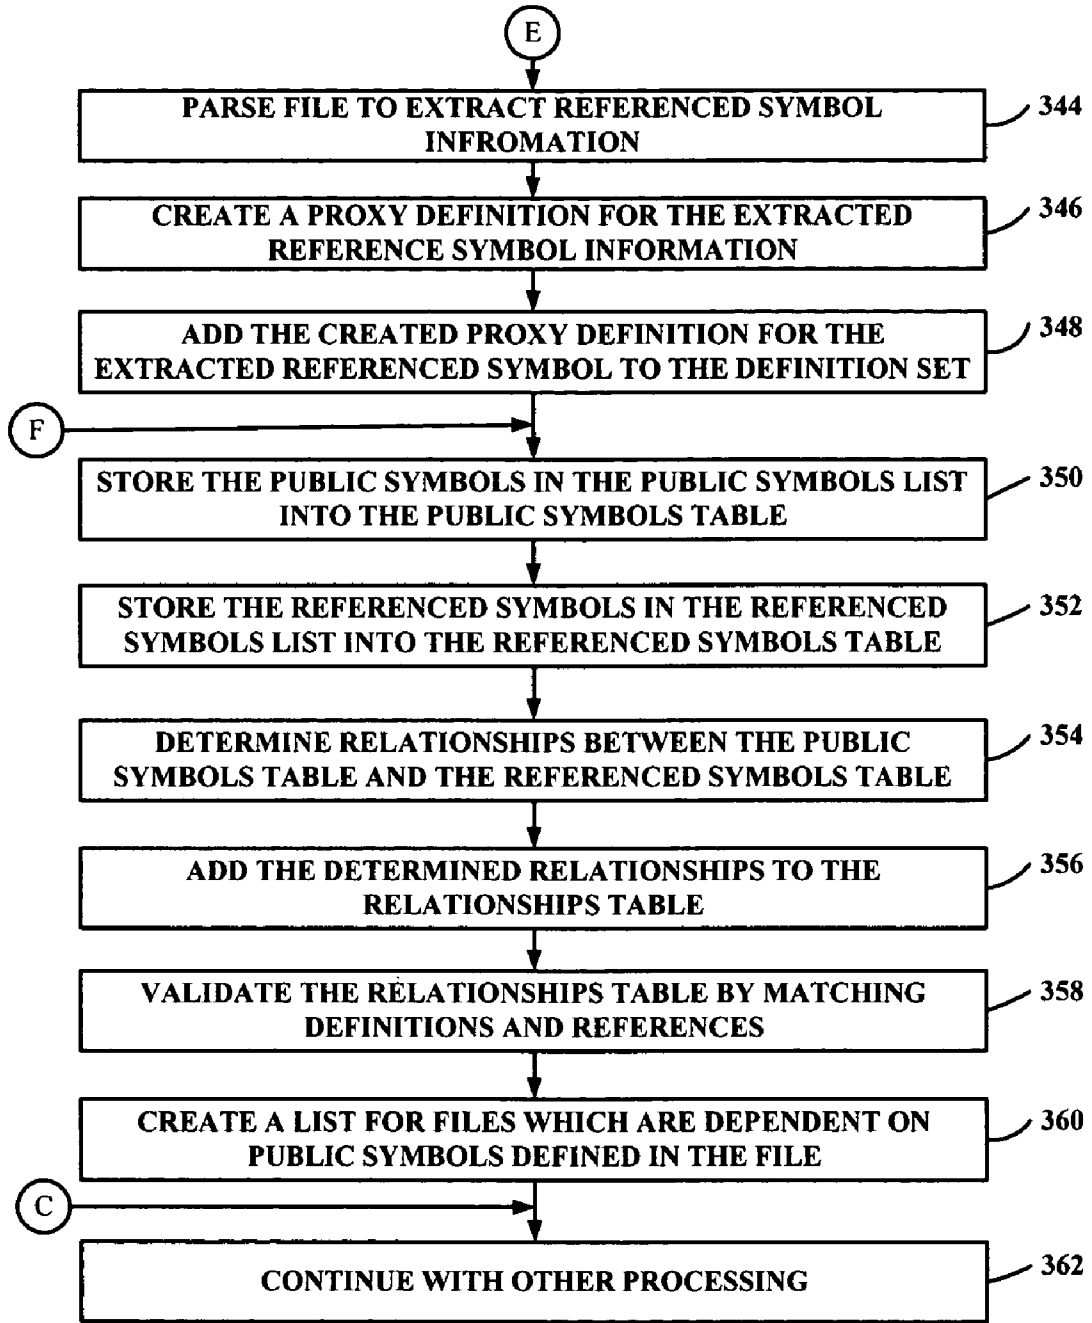 E
PARSE FILE TO EXTRACT REFERENCED SYMBOL
INFROMATION
344
CREATE A PROXY DEFINITION FOR THE EXTRACTED
REFERENCE SYMBOL INFORMATION
346
ADD THE CREATED PROXY DEFINITION FOR THE
EXTRACTED REFERENCED SYMBOL TO THE DEFINITION SET
348
F
STORE THE PUBLIC SYMBOLS IN THE PUBLIC SYMBOLS LIST
INTO THE PUBLIC SYMBOLS TABLE
350
STORE THE REFERENCED SYMBOLS IN THE REFERENCED
SYMBOLS LIST INTO THE REFERENCED SYMBOLS TABLE
352
DETERMINE RELATIONSHIPS BETWEEN THE PUBLIC
SYMBOLS TABLE AND THE REFERENCED SYMBOLS TABLE
354
ADD THE DETERMINED RELATIONSHIPS TO THE
RELATIONSHIPS TABLE
356
VALIDATE THE RELATIONSHIPS TABLE BY MATCHING
DEFINITIONS AND REFERENCES
358
CREATE A LIST FOR FILES WHICH ARE DEPENDENT ON
PUBLIC SYMBOLS DEFINED IN THE FILE
360
C
CONTINUE WITH OTHER PROCESSING
362